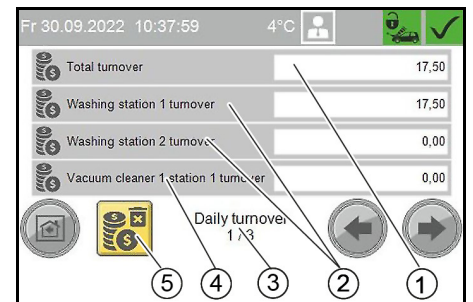 Fr 30.09.2022 10:37:59 4°C
Total turnover 17,50
Washing station 1 turnover 17,50
Washing station 2 turnover 0,00
Vacuum cleaner 1 station 1 turnover 0,00
Daily turnover
1 / 3
5 4 3 2 1